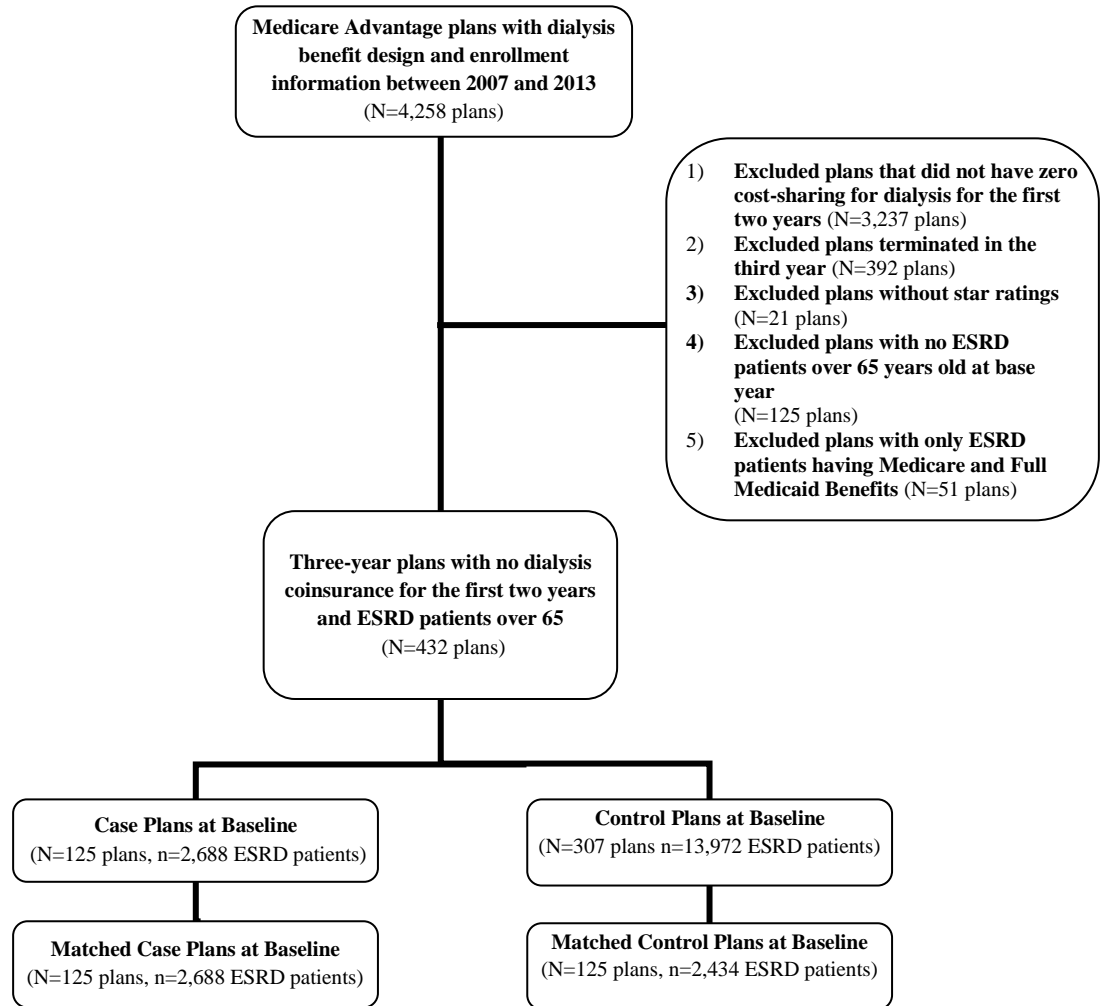 Medicare Advantage plans with dialysis
benefit design and enrollment
information between 2007 and 2013
(N=4,258 plans)
1) Excluded plans that did not have zero
cost-sharing for dialysis for the first
two years (N=3,237 plans)
2) Excluded plans terminated in the
third year (N=392 plans)
3) Excluded plans without star ratings
(N=21 plans)
4) Excluded plans with no ESRD
patients over 65 years old at base
year
(N=125 plans)
5) Excluded plans with only ESRD
patients having Medicare and Full
Medicaid Benefits (N=51 plans)
Three-year plans with no dialysis
coinsurance for the first two years
and ESRD patients over 65
(N=432 plans)
Case Plans at Baseline
(N=125 plans, n=2,688 ESRD patients)
Control Plans at Baseline
(N=307 plans n=13,972 ESRD patients)
Matched Case Plans at Baseline
(N=125 plans, n=2,688 ESRD patients)
Matched Control Plans at Baseline
(N=125 plans, n=2,434 ESRD patients)